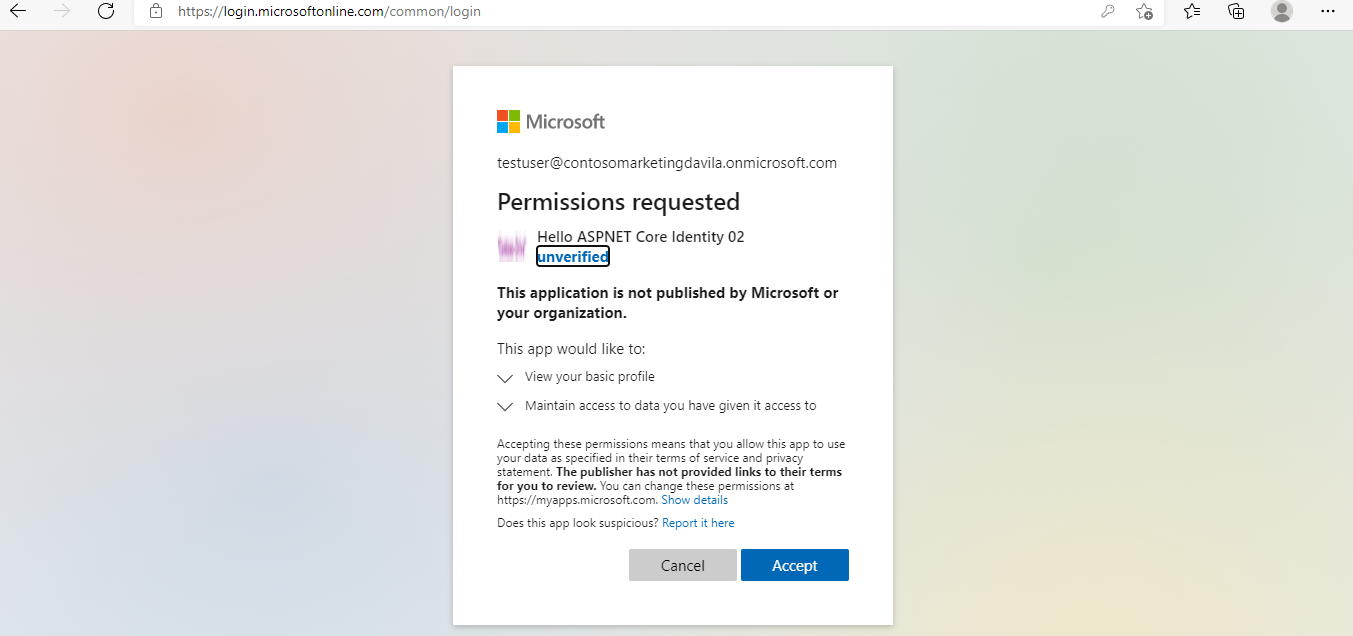 https://login.microsoftonline.com/common/login
Microsoft
testuser@contosomarketingdavila.onmicrosoft.com
Permissions requested
Hello ASPNET Core Identity 02
unverified
This application is not published by Microsoft or
your organization.
This app would like to:
View your basic profile
Maintain access to data you have given it access to
Accepting these permissions means that you allow this app to use
your data as specified in their terms of service and privacy
statement. The publisher has not provided links to their terms
for you to review. You can change these permissions at
https://myapps.microsoft.com. Show details
Does this app look suspicious? Report it here
Cancel Accept